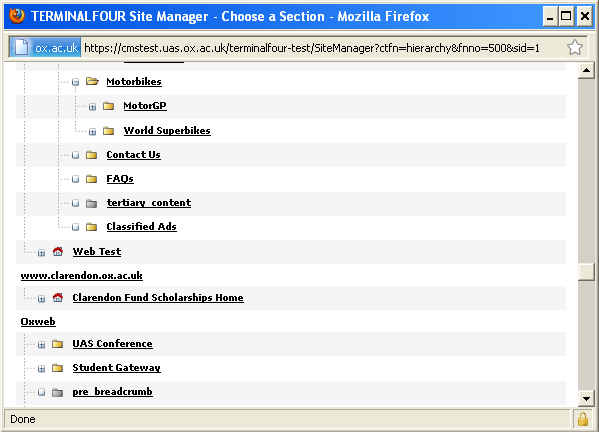 TERMINALFOUR Site Manager - Choose a Section - Mozilla Firefox
ox.ac.uk https://cmstest.uas.ox.ac.uk/terminalfour-test/SiteManager?ctfn=hierarchy&fnno=500&sid=1
Motorbikes
MotorGP
World Superbikes
Contact Us
FAQs
tertiary_content
Classified Ads
Web Test
www.clarendon.ox.ac.uk
Clarendon Fund Scholarships Home
Oxweb
UAS Conference
Student Gateway
pre_breadcrumb
Done